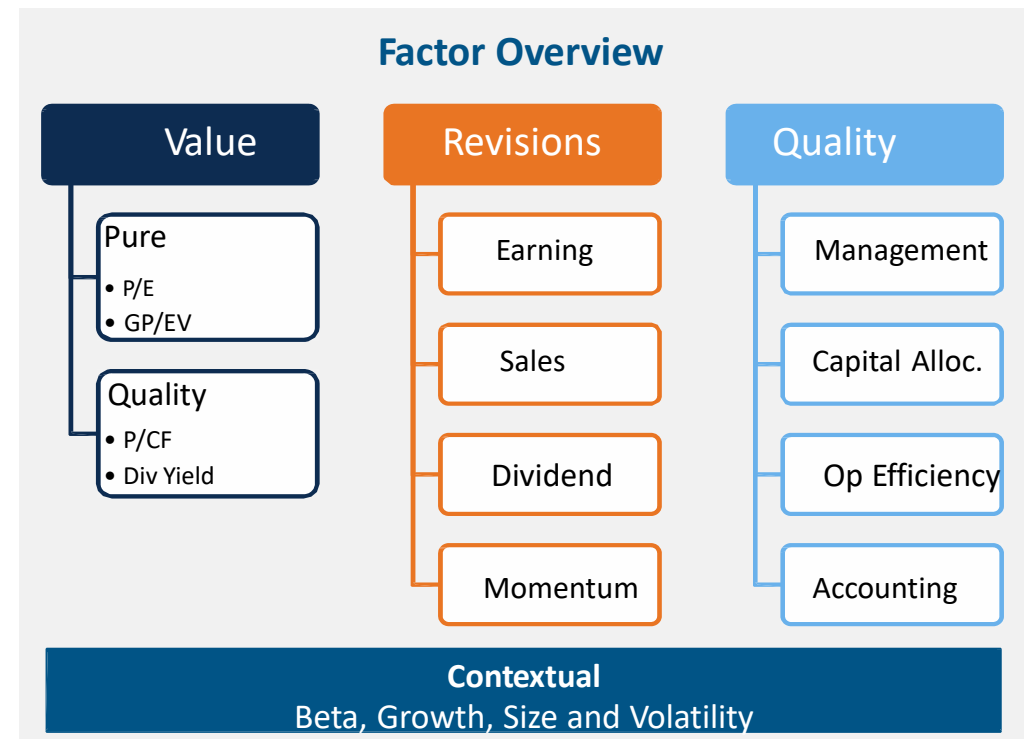 Factor Overview
Value
Pure
• P/E
• GP/EV
Quality
• P/CF
• Div Yield
Revisions
Earning
Sales
Dividend
Momentum
Quality
Management
Capital Alloc.
Op Efficiency
Accounting
Contextual
Beta, Growth, Size and Volatility